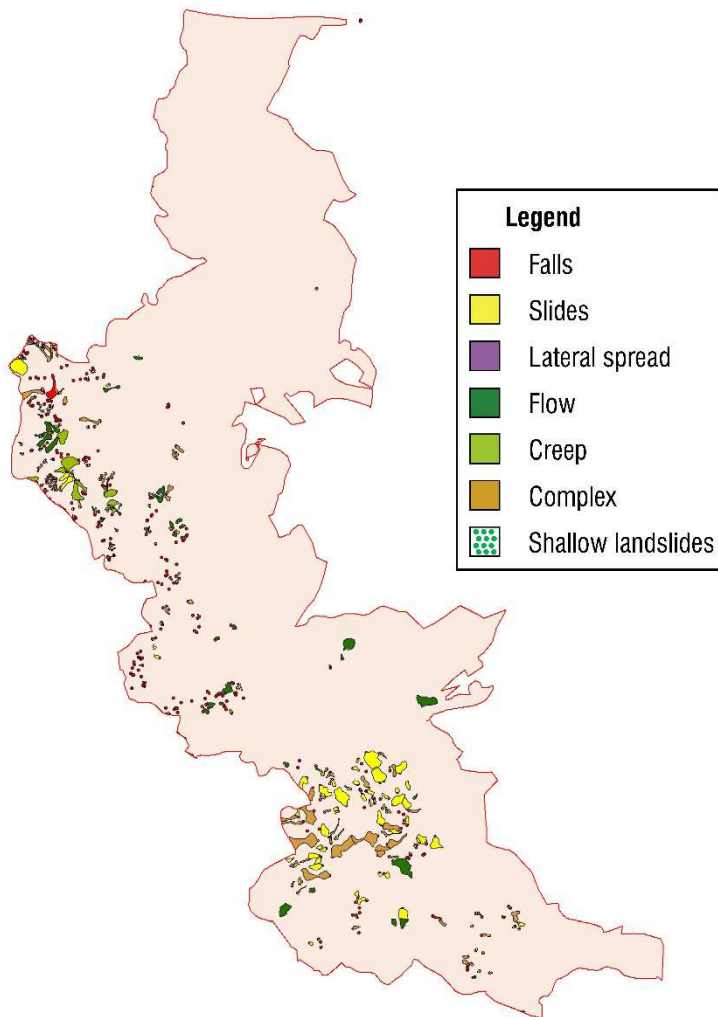 Legend
Falls
Slides
Lateral spread
Flow
Creep
Complex
Shallow landslides